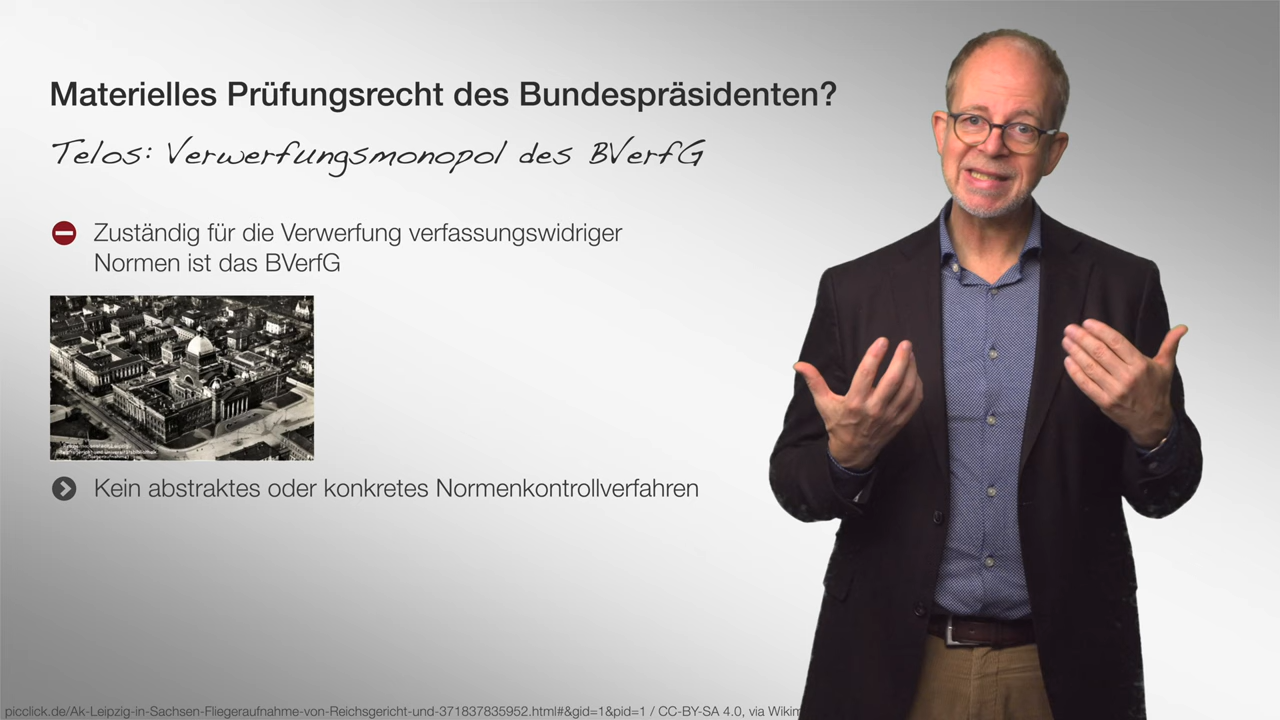 Materielles Prüfungsrecht des Bundespräsidenten?
Telos: Verwerfungsmonopol des BVerfG
Zuständig für die Verwerfung verfassungswidriger
Normen ist das BVerfG
Kein abstraktes oder konkretes Normenkontrollverfahren
picclick.de/Ak-Leipzig-in-Sachsen-Fliegeraufnahme-von-Reichsgericht-und-371837835952.html#&gid=1&pid=1 / CC-BY-SA 4.0, via Wikim